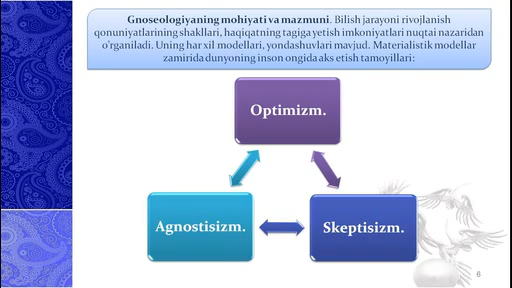 Gnoseologiyaning mohiyati va mazmuni. Bilish jarayoni rivojlanish
qonuniyatlarining shakllari, haqiqatning tagiga yetish imkoniyatlari nuqtai nazaridan
o'rganiladi. Uning har xil modellari, yondashuvlari mavjud. Materialistik modellar
zamirida dunyoning inson ongida aks etish tamoyillari:
Optimizm.
Agnostisizm.
Skeptisizm.
6